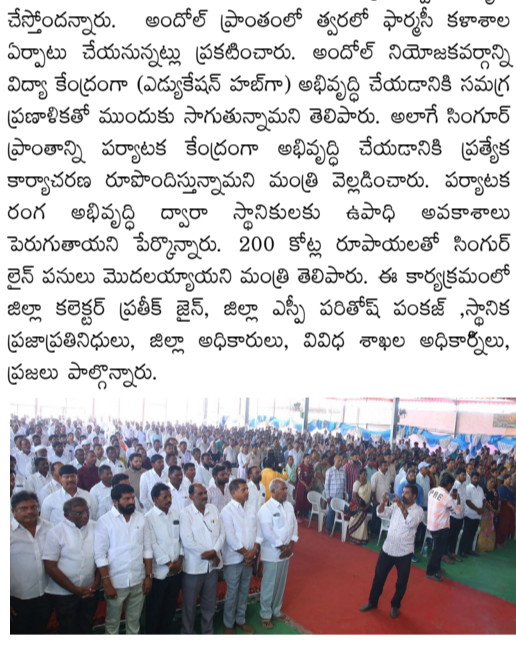 చేస్తోందన్నారు. అందోల్ ప్రాంతంలో త్వరలో ఫార్మసీ కళాశాల
ఏర్పాటు చేయనున్నట్లు ప్రకటించారు. అందోల్ నియోజకవర్గాన్ని
విద్యా కేంద్రంగా (ఎడ్యుకేషన్ హబ్‌గా) అభివృద్ధి చేయడానికి సమగ్ర
ప్రణాళికతో ముందుకు సాగుతున్నామని తెలిపారు. అలాగే సింగూర్
ప్రాంతాన్ని పర్యాటక కేంద్రంగా అభివృద్ధి చేయడానికి ప్రత్యేక
కార్యాచరణ రూపొందిస్తున్నామని మంత్రి వెల్లడించారు. పర్యాటక
రంగ అభివృద్ధి ద్వారా స్థానికులకు ఉపాధి అవకాశాలు
పెరుగుతాయని పేర్కొన్నారు. 200 కోట్ల రూపాయలతో సింగుర్
లైన్ పనులు మొదలయ్యాయని మంత్రి తెలిపారు. ఈ కార్యక్రమంలో
జిల్లా కలెక్టర్ ప్రతీక్ జైన్, జిల్లా ఎస్పీ పరితోష్ పంకజ్ ,స్థానిక
ప్రజాప్రతినిధులు, జిల్లా అధికారులు, వివిధ శాఖల అధికార్నిలు,
ప్రజలు పాల్గొన్నారు.